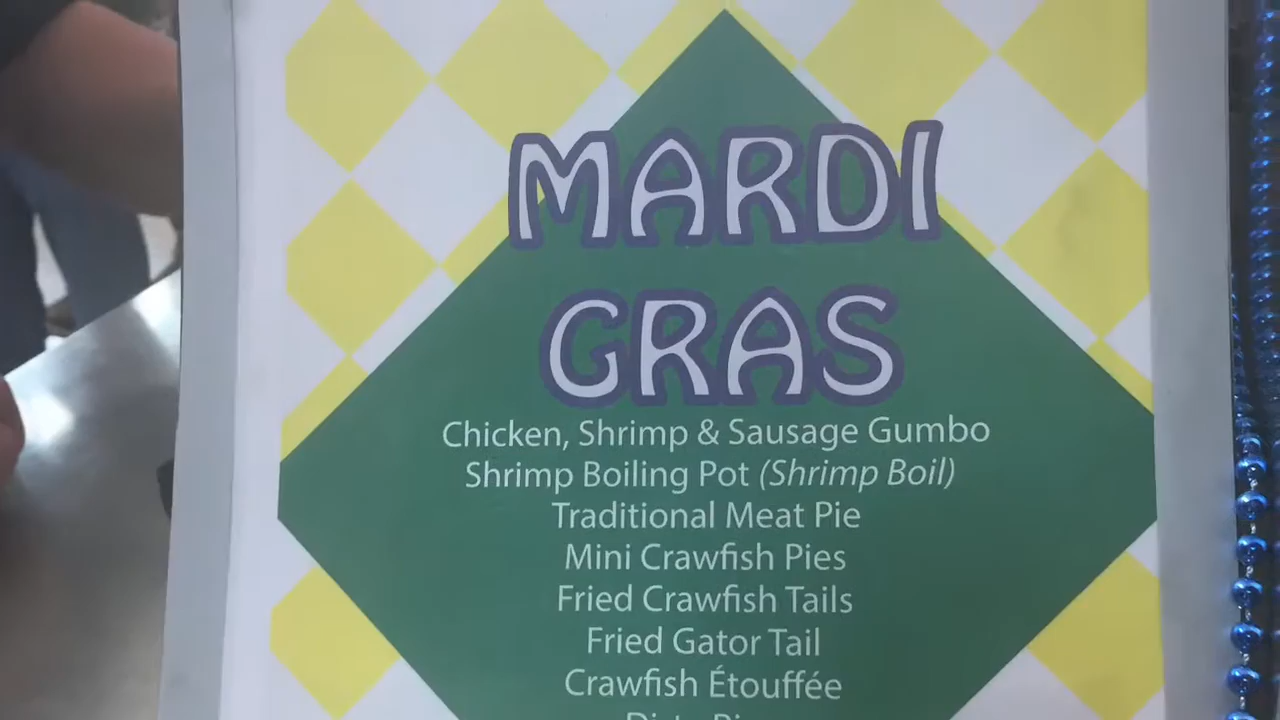 MARDI
GRAS
Chicken, Shrimp & Sausage Gumbo
Shrimp Boiling Pot (Shrimp Boil)
Traditional Meat Pie
Mini Crawfish Pies
Fried Crawfish Tails
Fried Gator Tail
Crawfish Étouffée